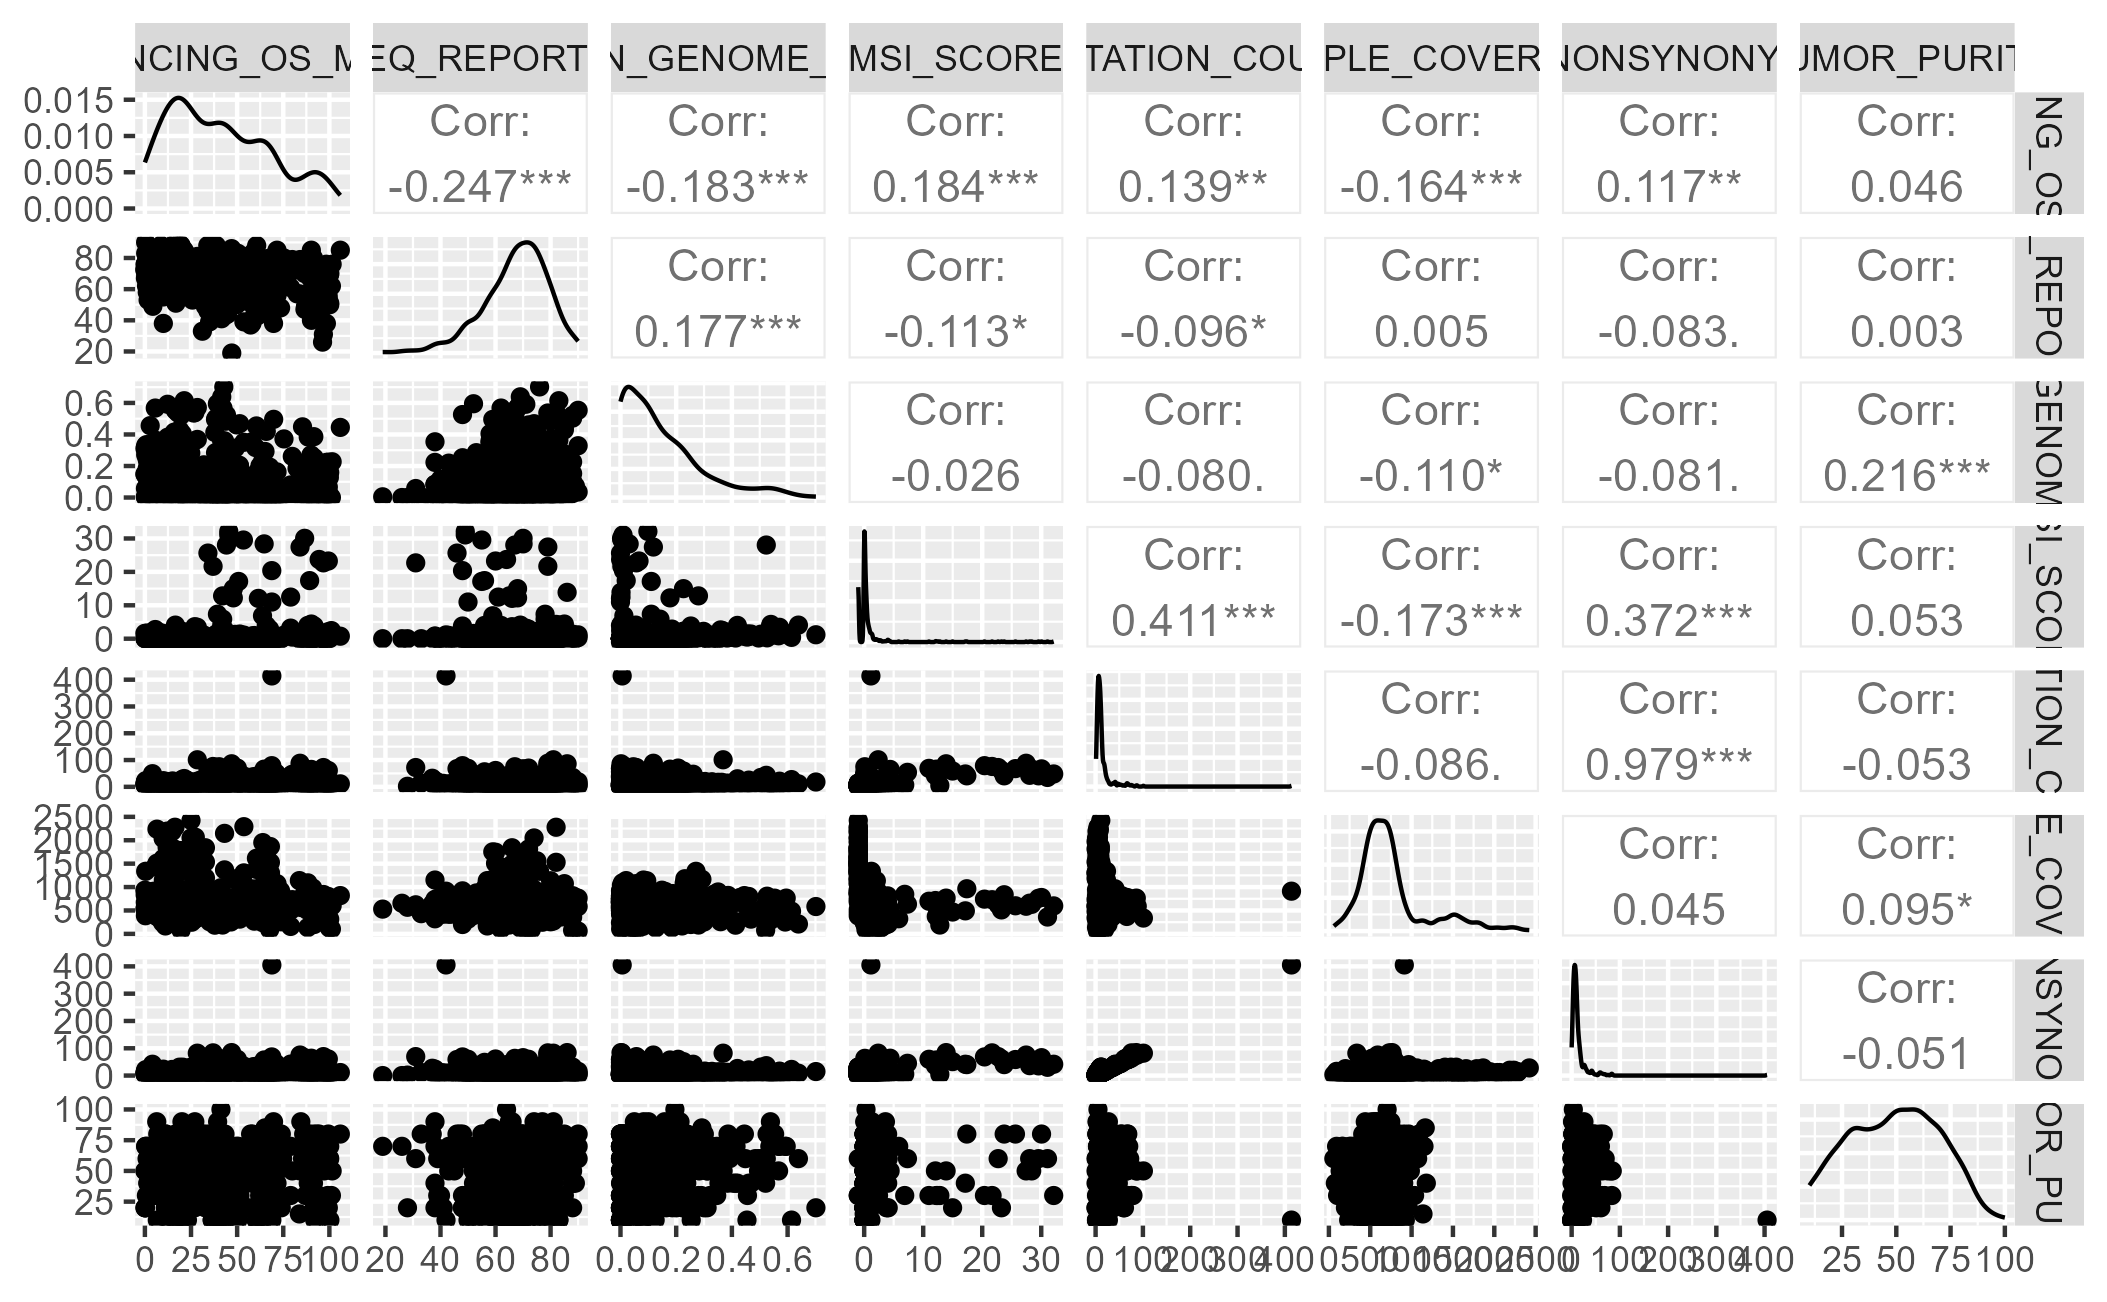 NCING_OS_M EQ_REPORT N_GENOME_ MSI_SCORE TATION_COU PLE_COVER NONSYNONY UMOR_PURIT
0.015
0.010
0.005
0.000
Corr: Corr: Corr: Corr: Corr: Corr: Corr:
-0.247*** -0.183*** 0.184*** 0.139** -0.164*** 0.117** 0.046
NG_OS
80
60
40
20
Corr: Corr: Corr: Corr: Corr: Corr:
0.177*** -0.113* -0.096* 0.005 -0.083. 0.003
_REPO
0.6
0.4
0.2
0.0
Corr: Corr: Corr: Corr: Corr:
-0.026 -0.080. -0.110* -0.081. 0.216***
GENOM
30
20
10
0
Corr: Corr: Corr: Corr:
0.411*** -0.173*** 0.372*** 0.053
SI_SCOI
400
300
200
100
0
Corr: Corr: Corr:
-0.086. 0.979*** -0.053
TION_C
2500
2000
1500
1000
500
0
Corr: Corr:
0.045 0.095*
E_COV
400
300
200
100
0
Corr:
-0.051
NSYNO
100
75
50
25
OR_PU
0 25 50 75 100 20 40 60 80 0.0 0.2 0.4 0.6 0 10 20 30 0 100 200 300 400 0 500 1000 1500 2000 2500 0 100 200 300 400 25 50 75 100